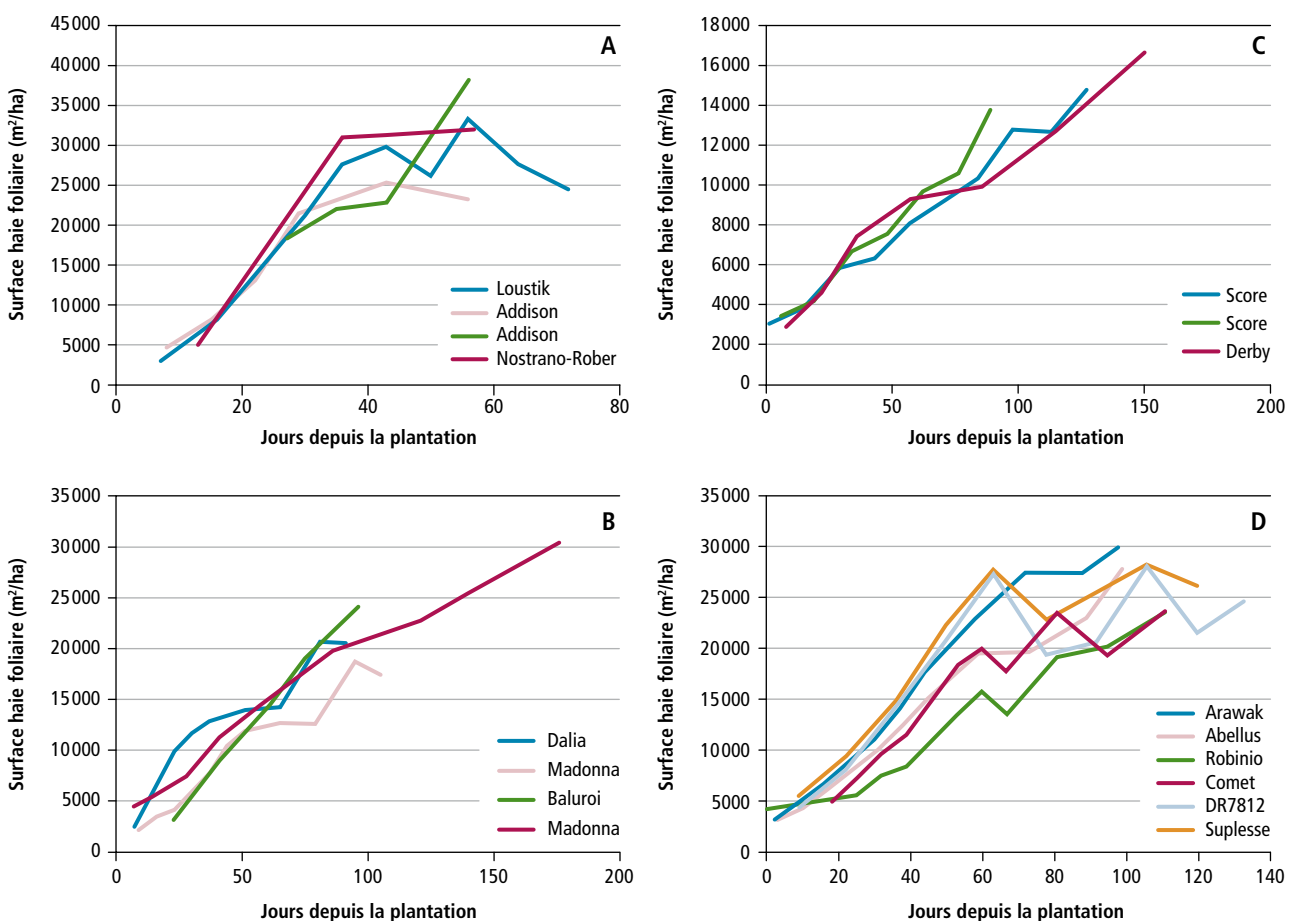 45000
40000
35000
30000
25000
20000
15000
10000
5000
0
Surface haie foliaire (m²/ha)
A
Loustik
Addison
Addison
Nostrano-Rober
0 20 40 60 80
Jours depuis la plantation
18000
16000
14000
12000
10000
8000
6000
4000
2000
0
Surface haie foliaire (m²/ha)
C
Score
Score
Derby
0 50 100 150 200
Jours depuis la plantation
35000
30000
25000
20000
15000
10000
5000
0
Surface haie foliaire (m²/ha)
B
Dalia
Madonna
Baluroi
Madonna
0 50 100 150 200
Jours depuis la plantation
35000
30000
25000
20000
15000
10000
5000
0
Surface haie foliaire (m²/ha)
D
Arawak
Abellus
Robinio
Comet
DR7812
Suplesse
0 20 40 60 80 100 120 140
Jours depuis la plantation